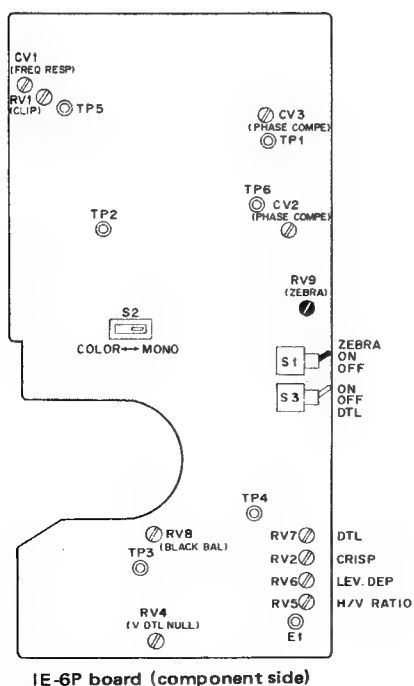 CV1
(FREQ RESP)
RV1
(CLIP)
TP5
CV3
(PHASE COMPE)
TP1
TP6
CV2
(PHASE COMPE)
TP2
RV9
(ZEBRA)
S2
COLOR↔MONO
S1
ZEBRA
ON
OFF
S3
ON
OFF
DTL
TP4
RV8
(BLACK BAL)
TP3
RV7 DTL
RV2 CRISP
RV6 LEV. DEP
RV5 H/V RATIO
E1
RV4
(V DTL NULL)
IE-6P board (component side)